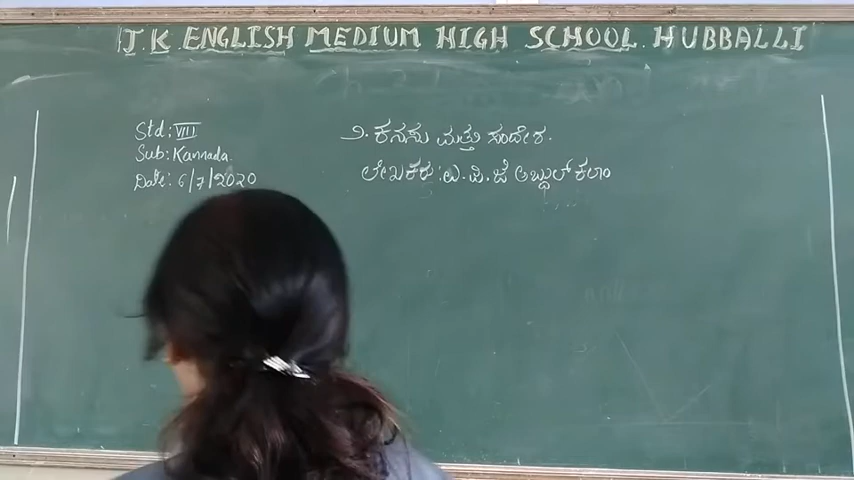 J.K ENGLISH MEDIUM HIGH SCHOOL HUBBALLI
Std: VIII
Sub: Kannada.
Date: 6/7/2020
೨. ಕನಸು ಮತ್ತು ಸಂದೇಶ.
ಲೇಖಕರು: ಎ. ಪಿ. ಜೆ ಅಬ್ದುಲ್ ಕಲಾಂ